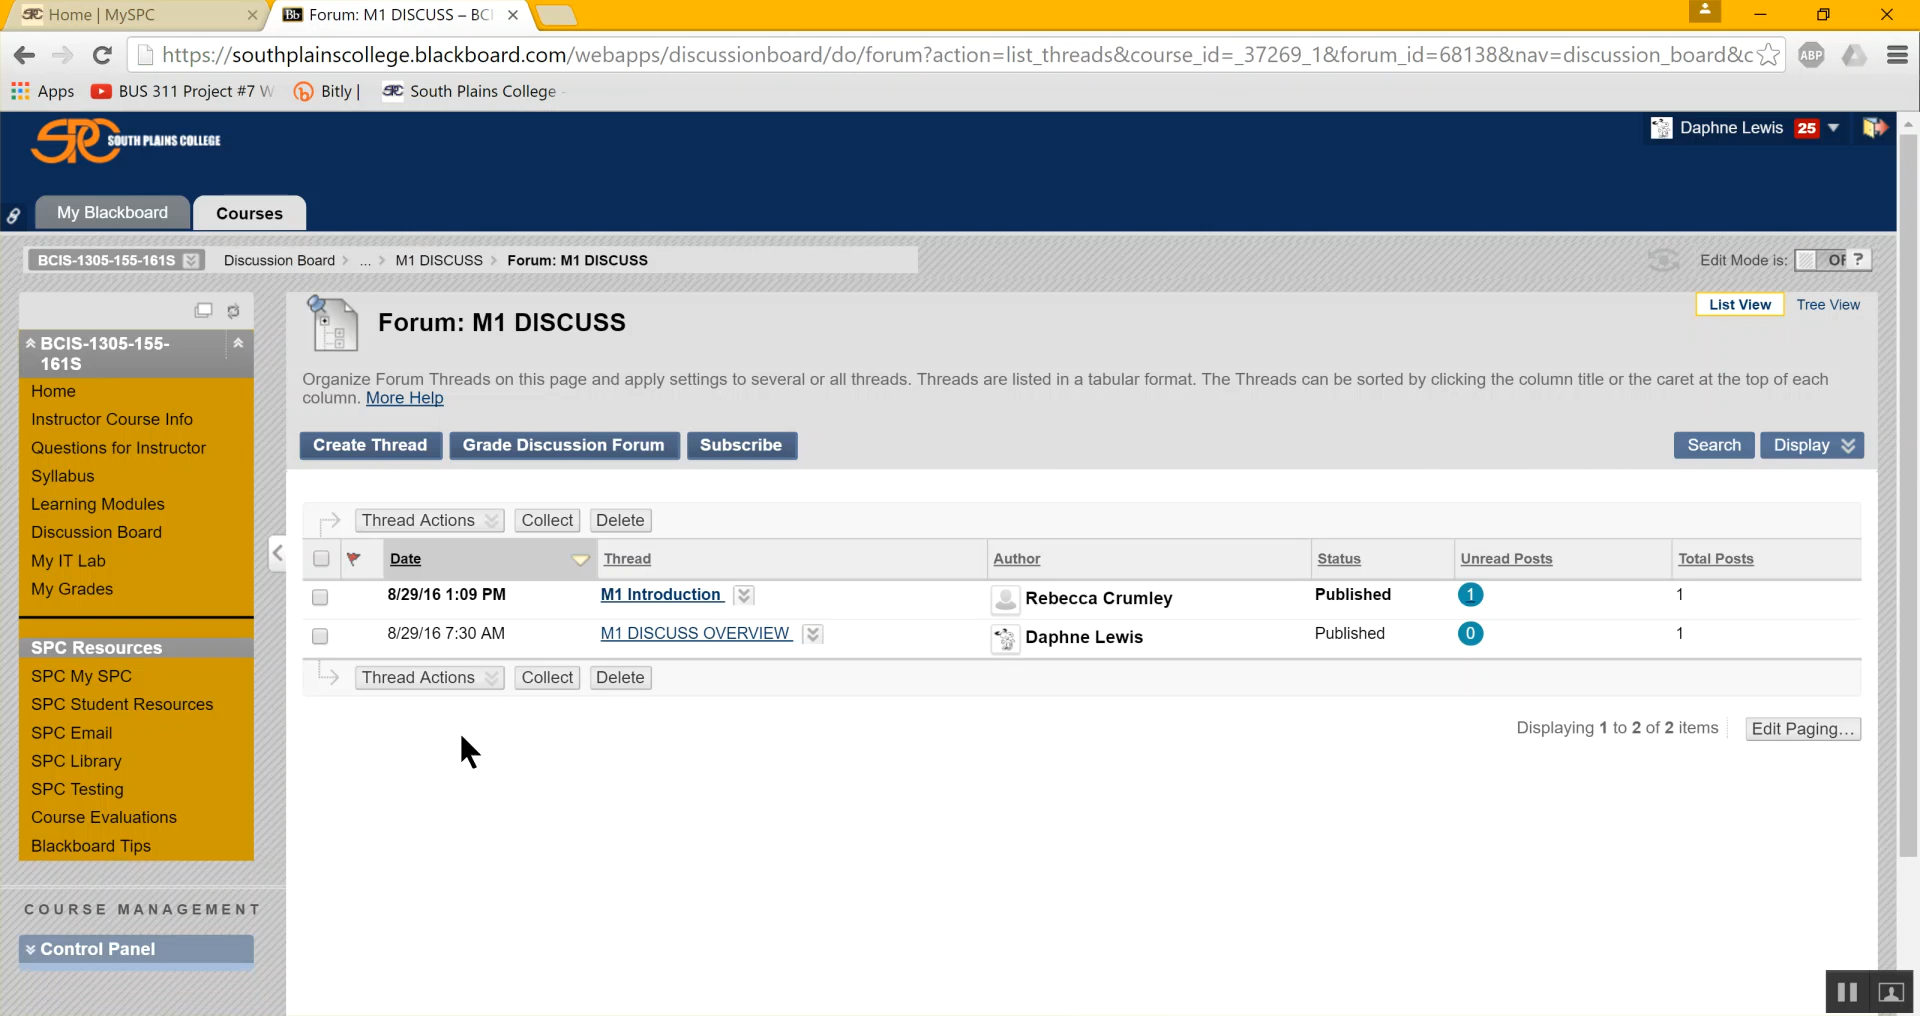 Home | MySPC
Bb Forum: M1 DISCUSS – BCI
https://southplainscollege.blackboard.com/webapps/discussionboard/do/forum?action=list_threads&course_id=_37269_1&forum_id=68138&nav=discussion_board&c
ABP
Apps BUS 311 Project #7 W Bitly | South Plains College -
SPC SOUTH PLAINS COLLEGE
Daphne Lewis 25
My Blackboard Courses
BCIS-1305-155-161S Discussion Board ... M1 DISCUSS Forum: M1 DISCUSS
Edit Mode is: OF ?
List View Tree View
BCIS-1305-155-
161S
Home
Instructor Course Info
Questions for Instructor
Syllabus
Learning Modules
Discussion Board
My IT Lab
My Grades
SPC Resources
SPC My SPC
SPC Student Resources
SPC Email
SPC Library
SPC Testing
Course Evaluations
Blackboard Tips
COURSE MANAGEMENT
Control Panel
Forum: M1 DISCUSS
Organize Forum Threads on this page and apply settings to several or all threads. Threads are listed in a tabular format. The Threads can be sorted by clicking the column title or the caret at the top of each
column. More Help
Create Thread Grade Discussion Forum Subscribe Search Display
Thread Actions Collect Delete
Date Thread Author Status Unread Posts Total Posts
8/29/16 1:09 PM M1 Introduction Rebecca Crumley Published 1 1
8/29/16 7:30 AM M1 DISCUSS OVERVIEW Daphne Lewis Published 0 1
Thread Actions Collect Delete
Displaying 1 to 2 of 2 items Edit Paging...